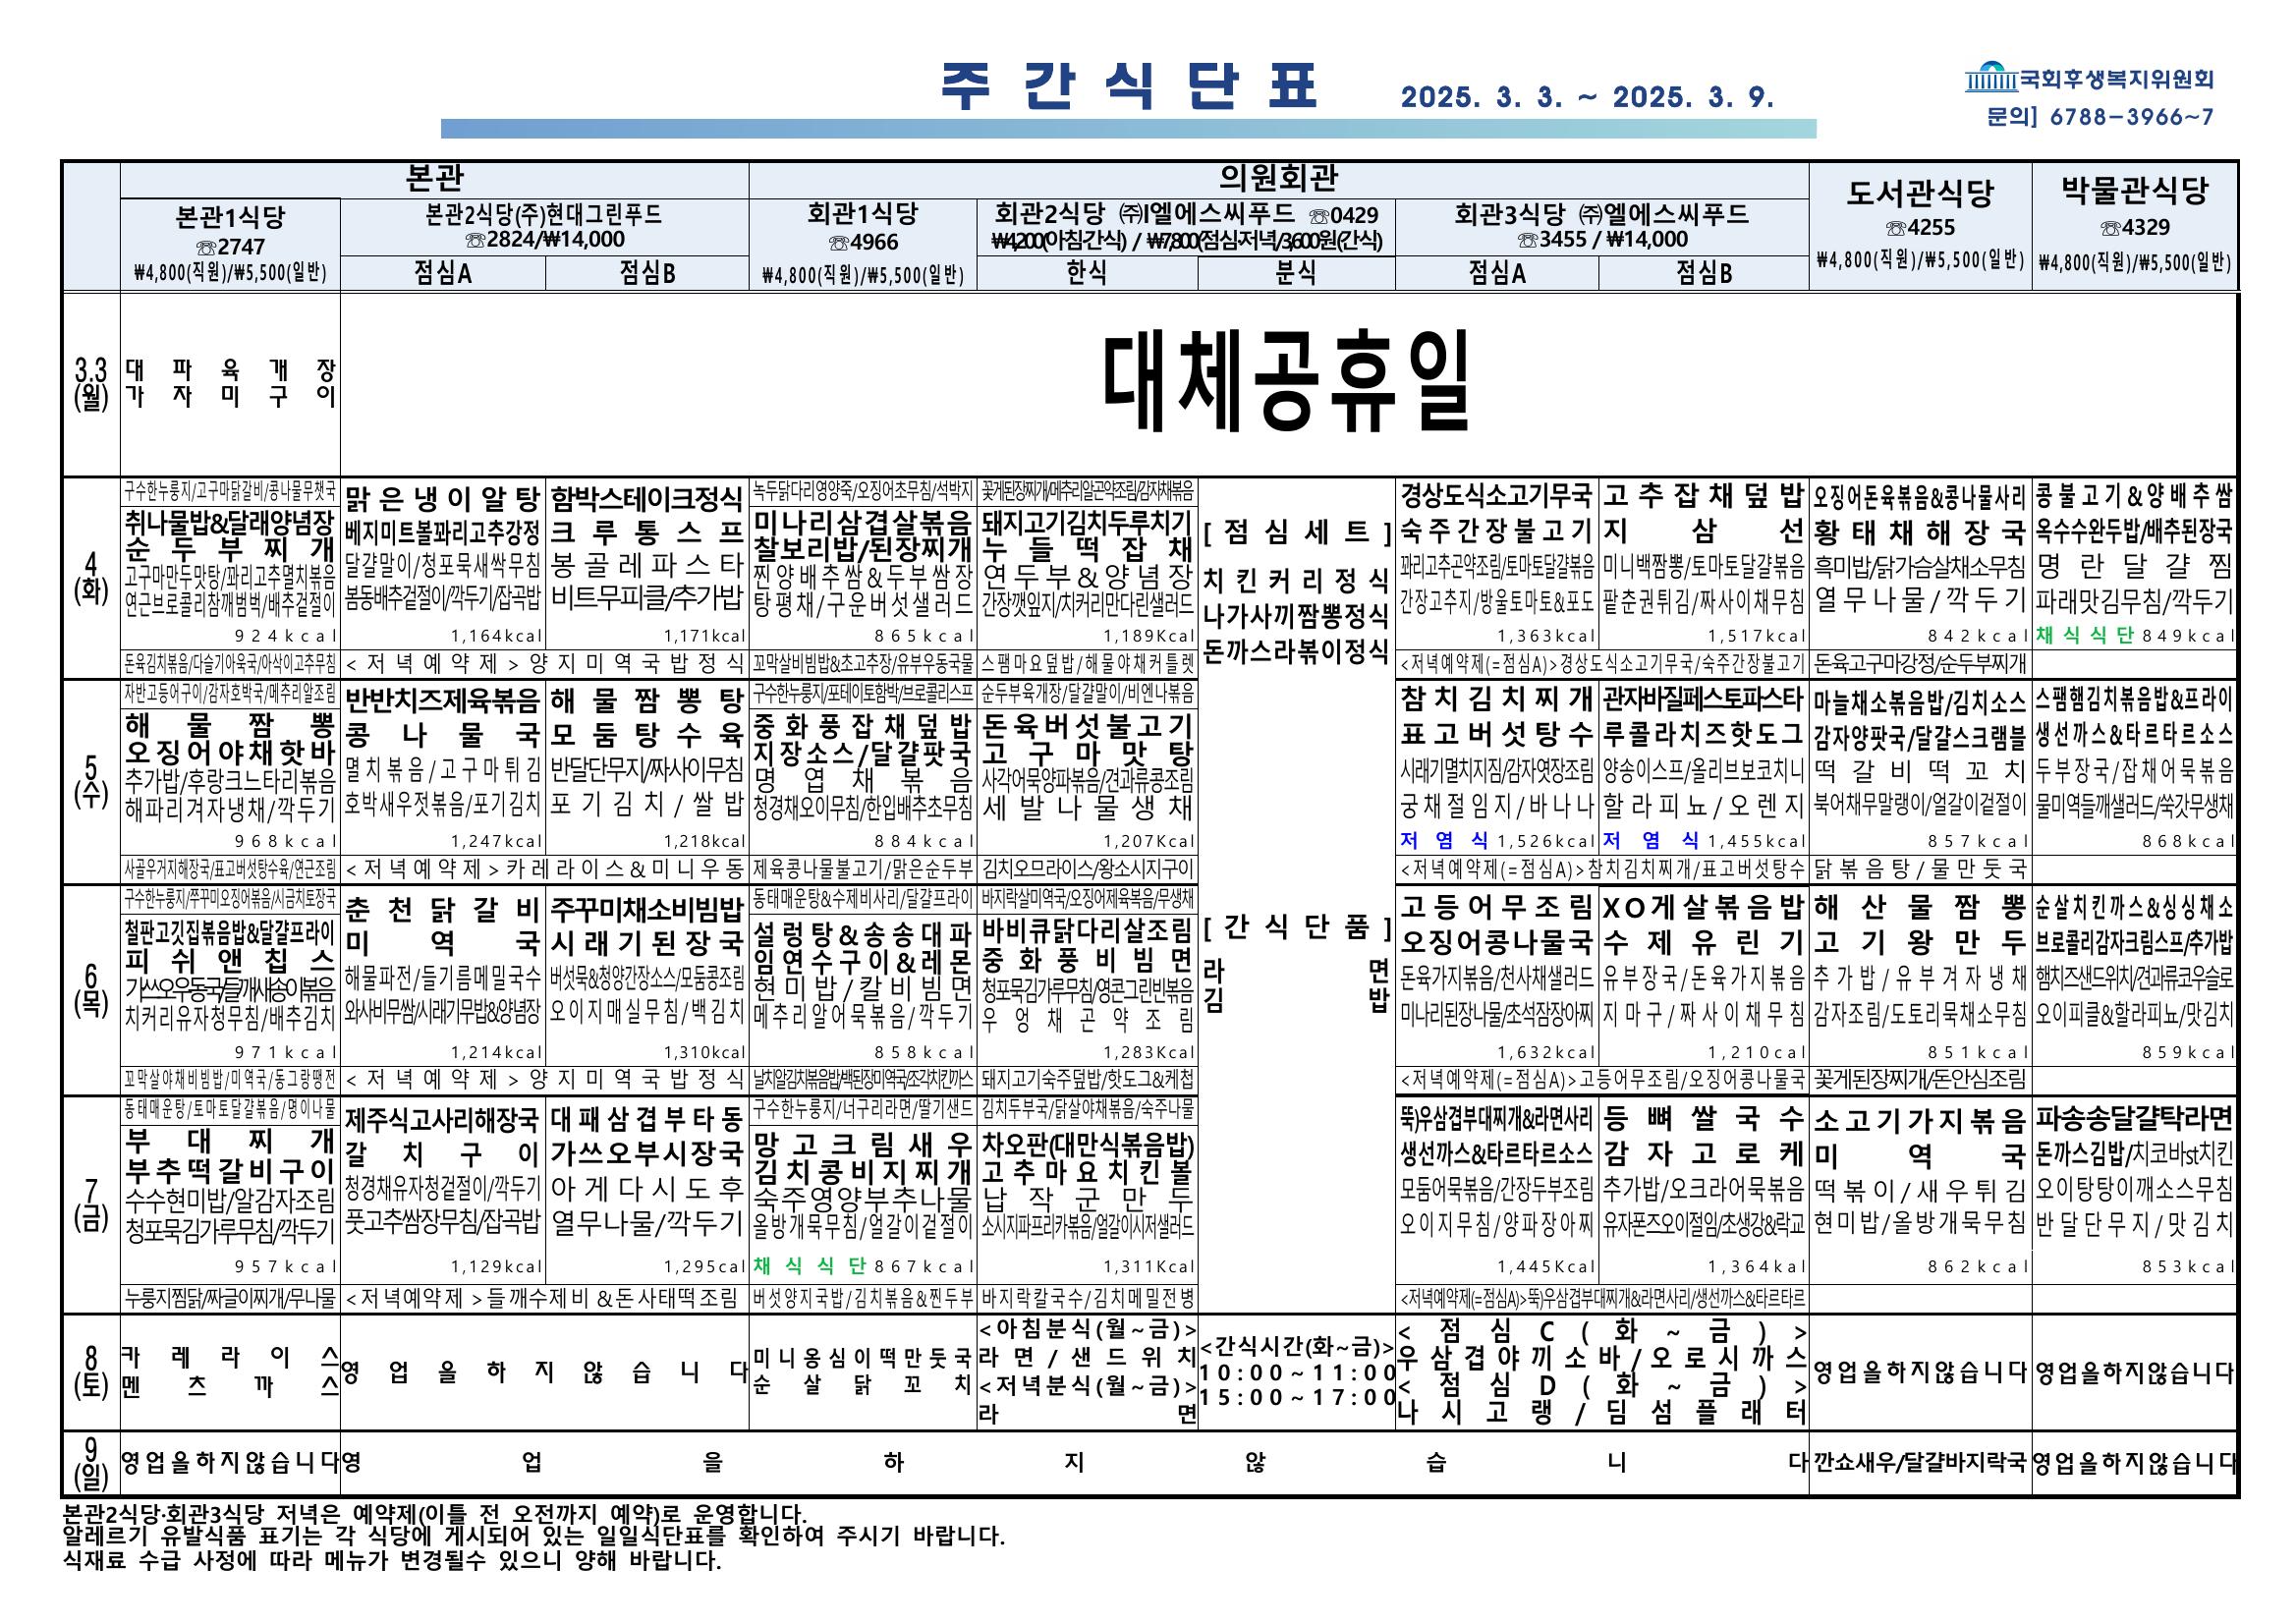 주간식단표
2025. 3. 3. ~ 2025. 3. 9.
국회후생복지위원회
문의] 6788-3966~7
본관
의원회관
도서관식당
☏4255
₩4,800(직원)/₩5,500(일반)
박물관식당
☏4329
₩4,800(직원)/₩5,500(일반)
본관1식당
☏2747
₩4,800(직원)/₩5,500(일반)
본관2식당(주)현대그린푸드
☏2824/₩14,000
점심A
점심B
회관1식당
☏4966
₩4,800(직원)/₩5,500(일반)
회관2식당 ㈜엘에스씨푸드 ☏0429
₩4,200(아침·간식) / ₩7,800(점심·저녁/3,600원(간식)
한식
분식
회관3식당 ㈜엘에스씨푸드
☏3455 / ₩14,000
점심A
점심B
3.3
(월)
대파육개장
가자미구이
대체공휴일
4
(화)
구수한누룽지/고구마닭갈비/콩나물무챗국
취나물밥&달래양념장
순두부찌개
고구마만두맛탕/꽈리고추멸치볶음
연근브로콜리참깨범벅/배추겉절이
924kcal
돈육김치볶음/다슬기아욱국/아삭이고추무침
맑은냉이알탕
베지미트볼꽈리고추강정
달걀말이/청포묵새싹무침
봄동배추겉절이/깍두기/잡곡밥
1,164kcal
함박스테이크정식
크루통스프
봉골레파스타
비트무피클/추가밥
1,171kcal
<저녁예약제>양지미역국밥정식
녹두닭다리영양죽/오징어초무침/석박지
미나리삼겹살볶음
찰보리밥/된장찌개
찐양배추쌈&두부쌈장
탕평채/구운버섯샐러드
865kcal
꼬막살비빔밥&초고추장/유부우동국물
꽃게된장찌개/메추리알곤약조림/감자채볶음
돼지고기김치두루치기
누들떡잡채
연두부&양념장
간장깻잎지/치커리만다린샐러드
1,189Kcal
스팸마요덮밥/해물야채커틀렛
[점심세트]
치킨커리정식
나가사끼짬뽕정식
돈까스라볶이정식
경상도식소고기무국
숙주간장불고기
꽈리고추곤약조림/토마토달걀볶음
간장고추지/방울토마토&포도
1,363kcal
고추잡채덮밥
지삼선
미니백짬뽕/토마토달걀볶음
팥춘권튀김/짜사이채무침
1,517kcal
<저녁예약제(=점심A)>경상도식소고기무국/숙주간장불고기
오징어돈육볶음&콩나물사리
황태채해장국
흑미밥/닭가슴살채소무침
열무나물/깍두기
842kcal
돈육고구마강정/순두부찌개
콩불고기&양배추쌈
옥수수완두밥/배추된장국
명란달걀찜
파래맛김무침/깍두기
채식식단 849kcal
5
(수)
자반고등어구이/감자호박국/메추리알조림
해물짬뽕
오징어야채핫바
추가밥/후랑크느타리볶음
해파리겨자냉채/깍두기
968kcal
사골우거지해장국/표고버섯탕수육/연근조림
반반치즈제육볶음
콩나물국
멸치볶음/고구마튀김
호박새우젓볶음/포기김치
1,247kcal
해물짬뽕탕
모둠탕수육
반달단무지/짜사이무침
포기김치/쌀밥
1,218kcal
<저녁예약제>카레라이스&미니우동
구수한누룽지/포테이토함박/브로콜리스프
중화풍잡채덮밥
지장소스/달걀팟국
명엽채볶음
청경채오이무침/한입배추초무침
884kcal
제육콩나물불고기/맑은순두부
순두부육개장/달걀말이/비엔나볶음
돈육버섯불고기
고구마맛탕
사각어묵양파볶음/견과류콩조림
세발나물생채
1,207Kcal
김치오므라이스/왕소시지구이
참치김치찌개
표고버섯탕수
시래기멸치지짐/감자엿장조림
궁채절임지/바나나
저염식 1,526kcal
관자바질페스토파스타
루콜라치즈핫도그
양송이스프/올리브보코치니
할라피뇨/오렌지
저염식 1,455kcal
<저녁예약제(=점심A)>참치김치찌개/표고버섯탕수
마늘채소볶음밥/김치소스
감자양팟국/달걀스크램블
떡갈비떡꼬치
북어채무말랭이/얼갈이겉절이
857kcal
닭볶음탕/물만둣국
스팸햄김치볶음밥&프라이
생선까스&타르타르소스
두부장국/잡채어묵볶음
물미역들깨샐러드/쑥갓무생채
868kcal
6
(목)
구수한누룽지/쭈꾸미오징어볶음/시금치토장국
철판고깃집볶음밥&달걀프라이
피쉬앤칩스
가쓰오우동국/들깨새송이볶음
치커리유자청무침/배추김치
971kcal
꼬막살야채비빔밥/미역국/동그랑땡전
춘천닭갈비
미역국
해물파전/들기름메밀국수
와사비무쌈/시래기무밥&양념장
1,214kcal
주꾸미채소비빔밥
시래기된장국
버섯묵&청양간장소스/모둠콩조림
오이지매실무침/백김치
1,310kcal
<저녁예약제>양지미역국밥정식
동태매운탕&수제비사리/달걀프라이
설렁탕&송송대파
임연수구이&레몬
현미밥/칼비빔면
메추리알어묵볶음/깍두기
858kcal
날치알김치볶음밥/백된장미역국/조각치킨까스
바지락살미역국/오징어제육볶음/무생채
바비큐닭다리살조림
중화풍비빔면
청포묵김가루무침/영콘그린빈볶음
우엉채곤약조림
1,283Kcal
돼지고기숙주덮밥/핫도그&케첩
[간식단품]
라면
김밥
고등어무조림
오징어콩나물국
돈육가지볶음/천사채샐러드
미나리된장나물/초석잠장아찌
1,632kcal
XO게살볶음밥
수제유린기
유부장국/돈육가지볶음
지마구/짜사이채무침
1,210cal
<저녁예약제(=점심A)>고등어무조림/오징어콩나물국
해산물짬뽕
고기왕만두
추가밥/유부겨자냉채
감자조림/도토리묵채소무침
851kcal
꽃게된장찌개/돈안심조림
순살치킨까스&싱싱채소
브로콜리감자크림스프/추가밥
햄치즈샌드위치/견과류코우슬로
오이피클&할라피뇨/맛김치
859kcal
7
(금)
동태매운탕/토마토달걀볶음/명이나물
부대찌개
부추떡갈비구이
수수현미밥/알감자조림
청포묵김가루무침/깍두기
957kcal
누룽지찜닭/짜글이찌개/무나물
제주식고사리해장국
갈치구이
청경채유자청겉절이/깍두기
풋고추쌈장무침/잡곡밥
1,129kcal
대패삼겹부타동
가쓰오부시장국
아게다시도후
열무나물/깍두기
1,295cal
<저녁예약제>들깨수제비&돈사태떡조림
구수한누룽지/너구리라면/딸기샌드
망고크림새우
김치콩비지찌개
숙주영양부추나물
올방개묵무침/얼갈이겉절이
채식식단 867kcal
버섯양지국밥/김치볶음&찐두부
김치두부국/닭살야채볶음/숙주나물
차오판(대만식볶음밥)
고추마요치킨볼
납작군만두
소시지파프리카볶음/얼갈이시저샐러드
1,311Kcal
바지락칼국수/김치메밀전병
뚝)우삼겹부대찌개&라면사리
생선까스&타르타르소스
모둠어묵볶음/간장두부조림
오이지무침/양파장아찌
1,445Kcal
등뼈쌀국수
감자고로케
추가밥/오크라어묵볶음
유자폰즈오이절임/초생강&락교
1,364kal
<저녁예약제(=점심A)>뚝)우삼겹부대찌개&라면사리/생선까스&타르타르
소고기가지볶음
미역국
떡볶이/새우튀김
현미밥/올방개묵무침
862kcal
파송송달걀탁라면
돈까스김밥/치코바st치킨
오이탕탕이깨소스무침
반달단무지/맛김치
853kcal
8
(토)
카레라이스
멘츠까스
영업을하지않습니다
미니옹심이떡만둣국
순살닭꼬치
<아침분식(월~금)>
라면/샌드위치
<저녁분식(월~금)>
라면
<간식시간(화~금)>
10:00~11:00
15:00~17:00
<점심C(화~금)>
우삼겹야끼소바/오로시까스
<점심D(화~금)>
나시고랭/딤섬플래터
영업을하지않습니다
영업을하지않습니다
9
(일)
영업을하지않습니다
영업을하지않습니다
깐쇼새우/달걀바지락국
영업을하지않습니다
본관2식당·회관3식당 저녁은 예약제(이틀 전 오전까지 예약)로 운영합니다.
알레르기 유발식품 표기는 각 식당에 게시되어 있는 일일식단표를 확인하여 주시기 바랍니다.
식재료 수급 사정에 따라 메뉴가 변경될수 있으니 양해 바랍니다.